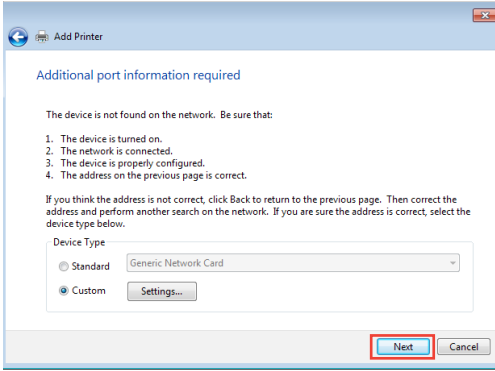 Add Printer
Additional port information required
The device is not found on the network. Be sure that:
1. The device is turned on.
2. The network is connected.
3. The device is properly configured.
4. The address on the previous page is correct.
If you think the address is not correct, click Back to return to the previous page. Then correct the
address and perform another search on the network. If you are sure the address is correct, select the
device type below.
Device Type
Standard Generic Network Card
Custom Settings...
Next Cancel